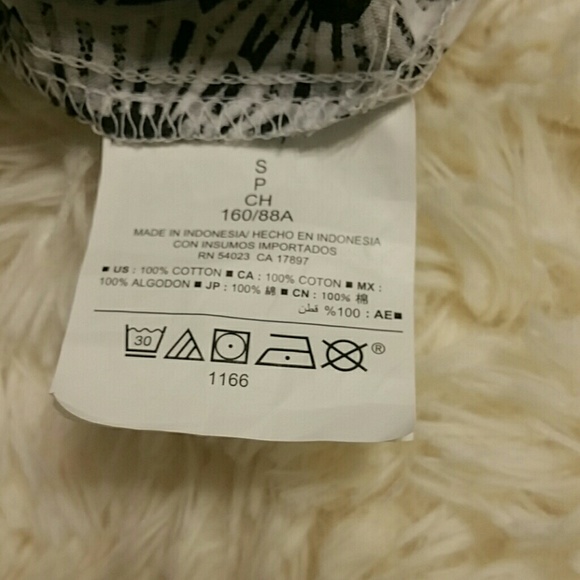 S
P
CH
160/88A
MADE IN INDONESIA/ HECHO EN INDONESIA
CON INSUMOS IMPORTADOS
RN 54023 CA 17897
■ US : 100% COTTON ■ CA : 100% COTON ■ MX :
100% ALGODON ■ JP : 100% 綿 ■ CN : 100% 棉
■AE : 100% قطن
30
®
1166